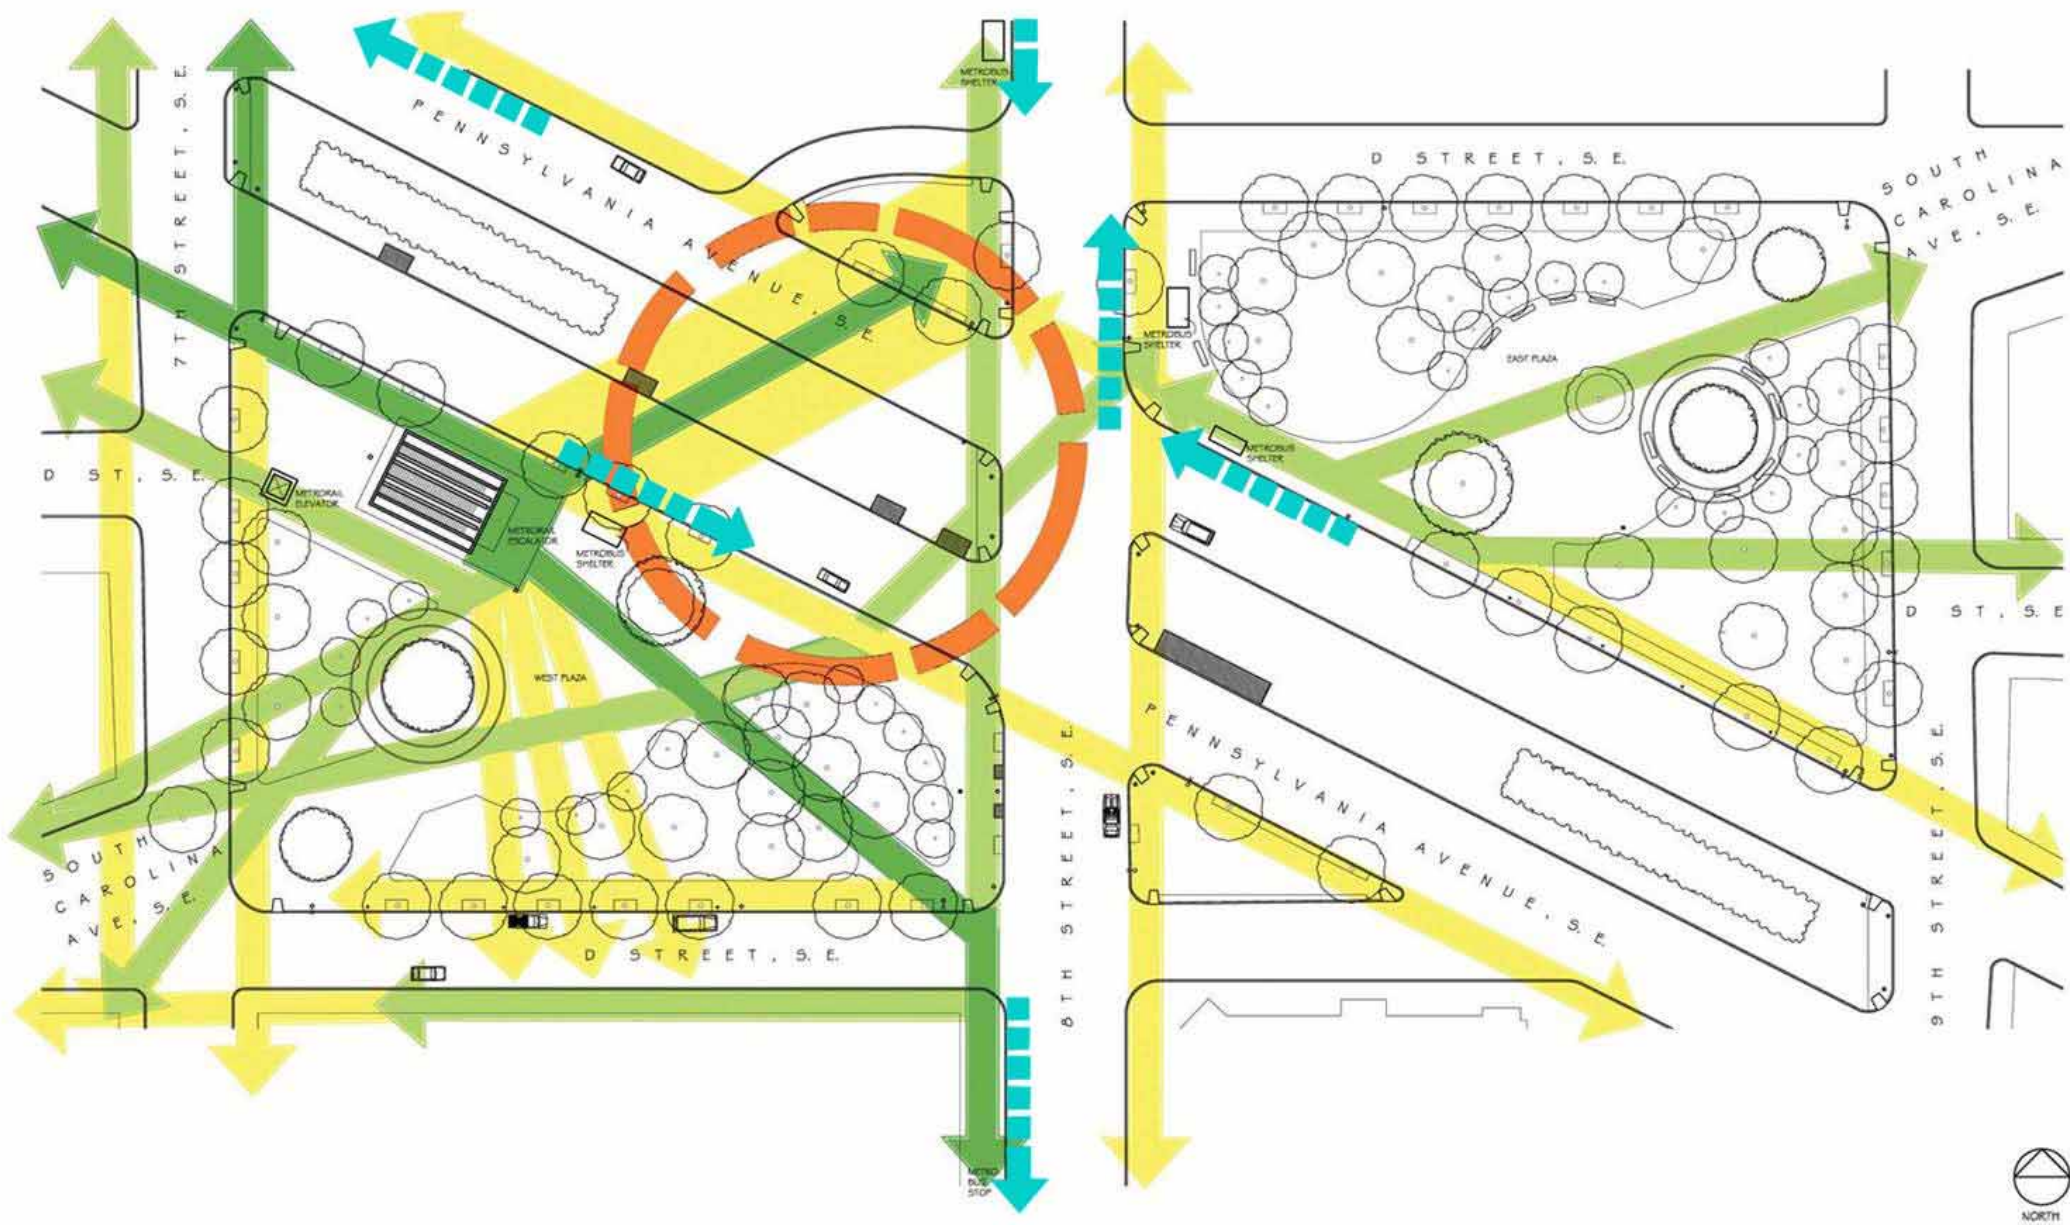 METROBUS
SHELTER
7TH STREET, S.E.
PENNSYLVANIA AVENUE, S.E.
D STREET, S.E.
SOUTH
CAROLINA
AVE, S.E.
METROBUS
SHELTER
EAST PLAZA
METROBUS
SHELTER
D ST, S.E.
METRORAIL
ELEVATOR
METRORAIL
ESCALATOR
METROBUS
SHELTER
D ST, S.E
WEST PLAZA
PENNSYLVANIA AVENUE, S.E.
8TH STREET, S.E.
9TH STREET, S.E.
SOUTH
CAROLINA
AVE, S.E.
D STREET, S.E.
METRO
BUS
STOP
NORTH